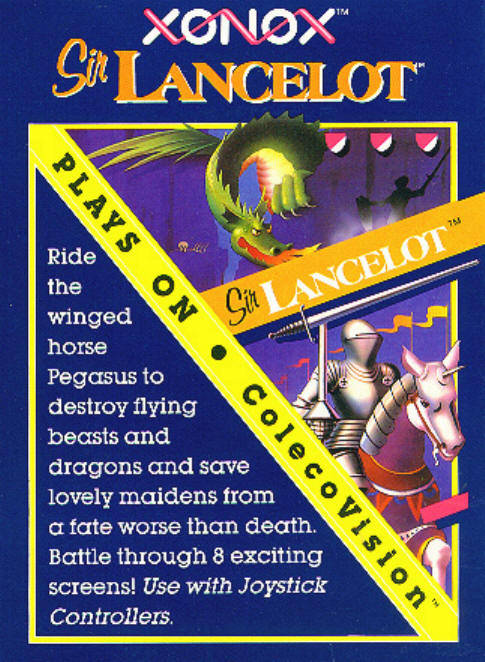 XONOX™
Sir LANCELOT™
PLAYS ON • ColecoVision™
Sir LANCELOT™
Ride
the
winged
horse
Pegasus to
destroy flying
beasts and
dragons and save
lovely maidens from
a fate worse than death.
Battle through 8 exciting
screens! Use with Joystick
Controllers.